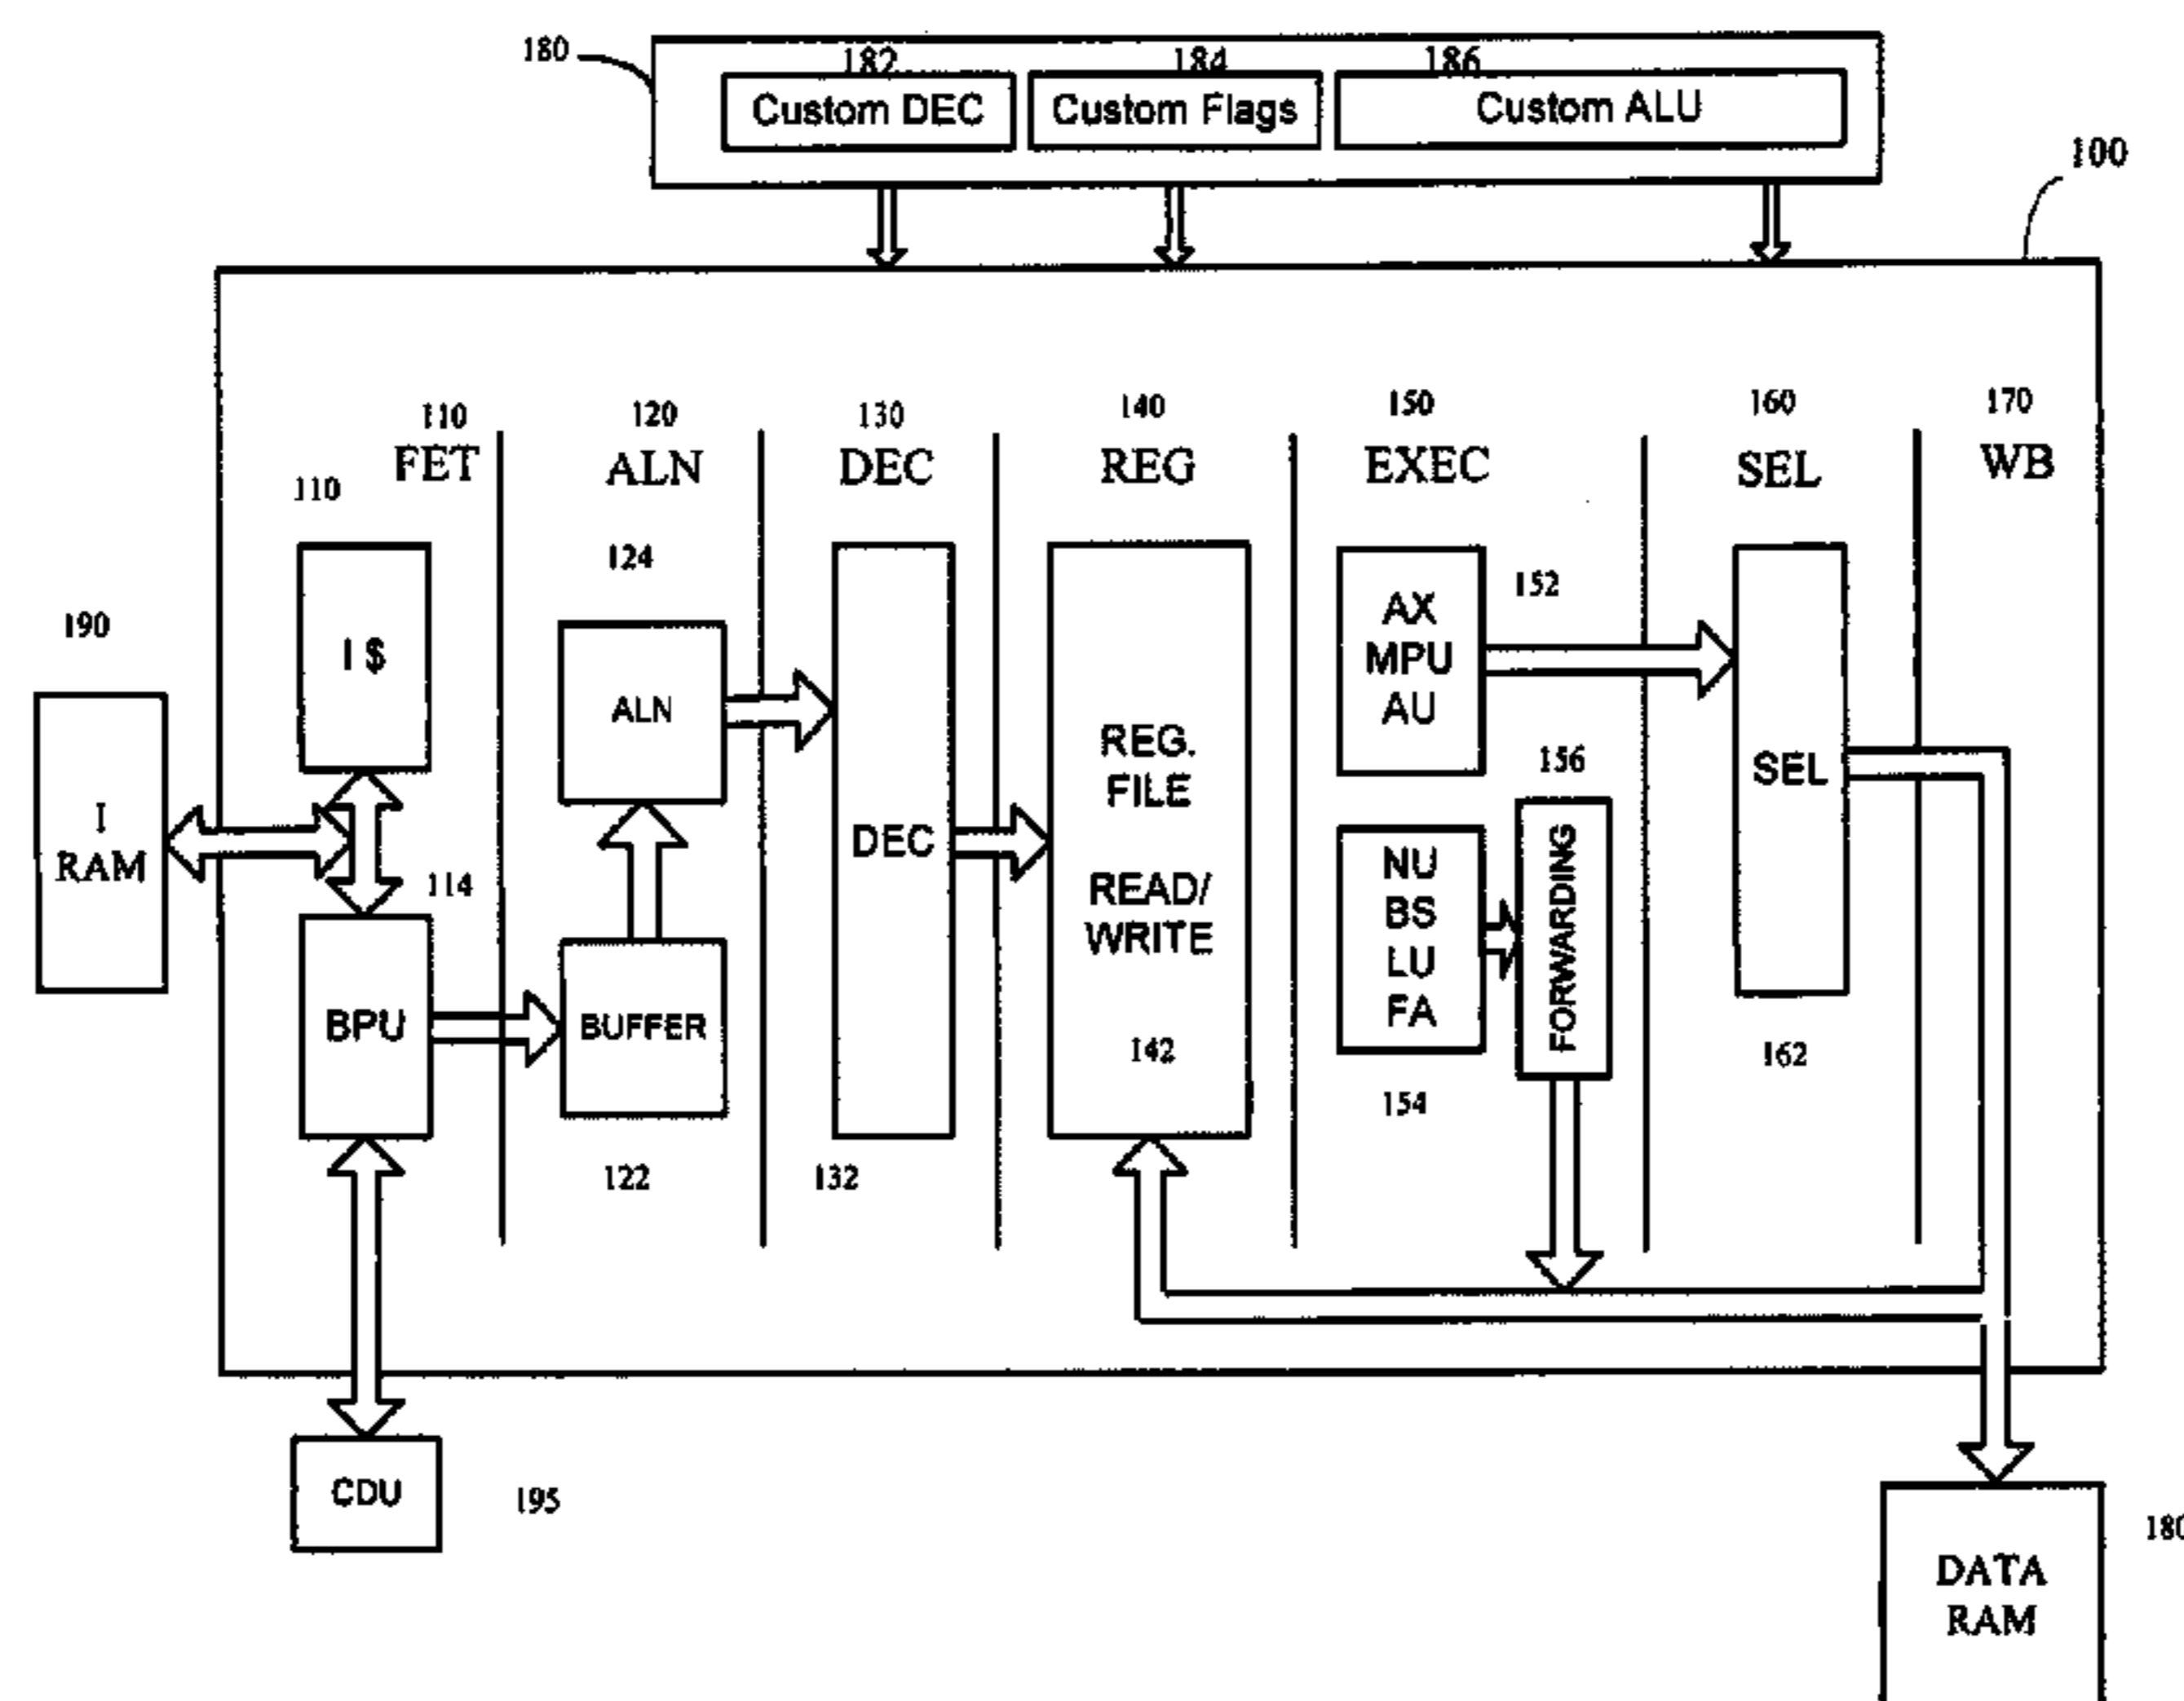 180
182
184
186
Custom DEC
Custom Flags
Custom ALU
100
110
120
130
140
150
160
170
FET
ALN
DEC
REG
EXEC
SEL
WB
110
124
152
190
I $
AX
MPU
AU
I
RAM
ALN
REG.
FILE
READ/
WRITE
156
SEL
DEC
114
NU
BS
LU
FA
FORWARDING
BPU
BUFFER
142
162
154
122
132
CDU
195
180
DATA
RAM